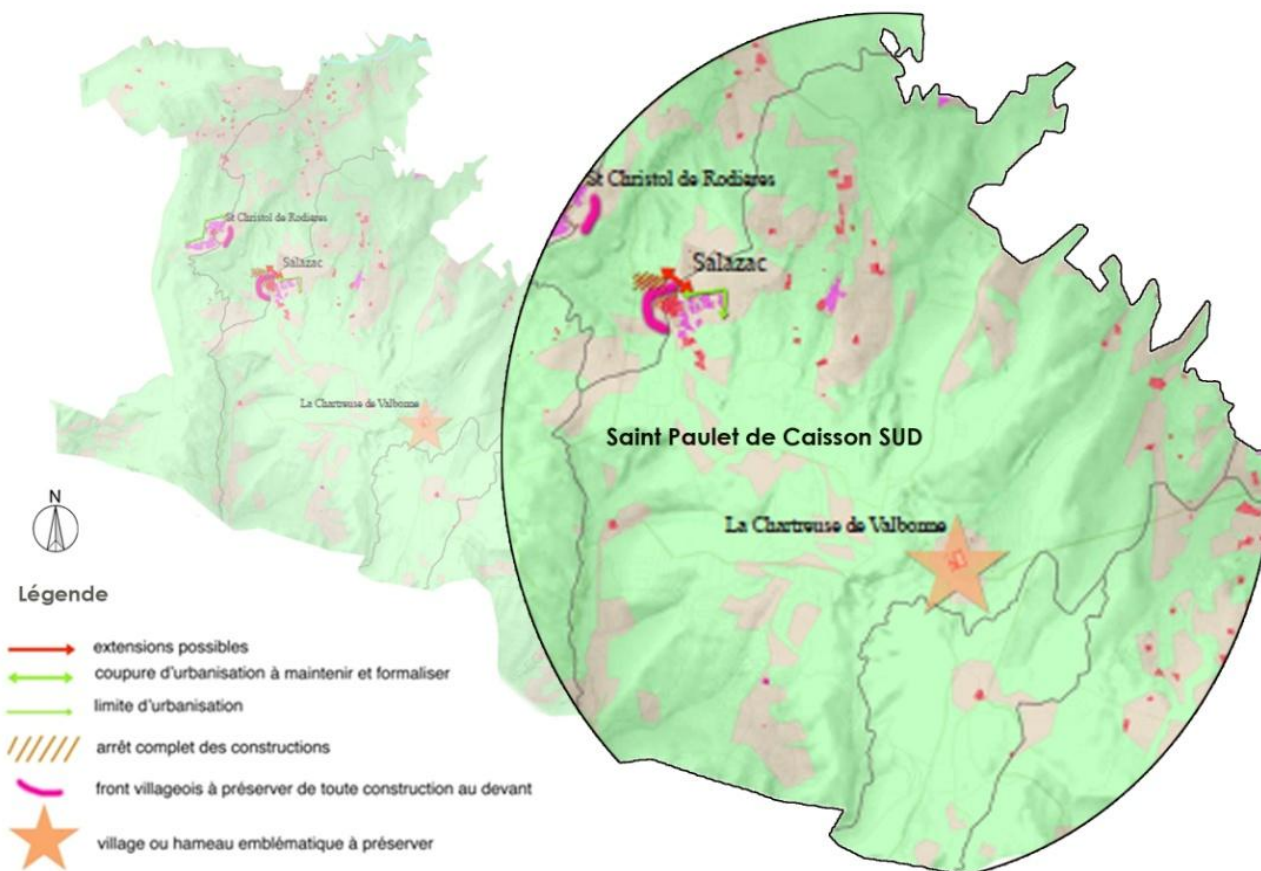 St Christol de Rodieres
Salazac
La Chartreuse de Valbonne
St Christol de Rodieres
Salazac
Saint Paulet de Caisson SUD
La Chartreuse de Valbonne
N
Légende
extensions possibles
coupure d'urbanisation à maintenir et formaliser
limite d'urbanisation
arrêt complet des constructions
front villageois à préserver de toute construction au devant
village ou hameau emblématique à préserver